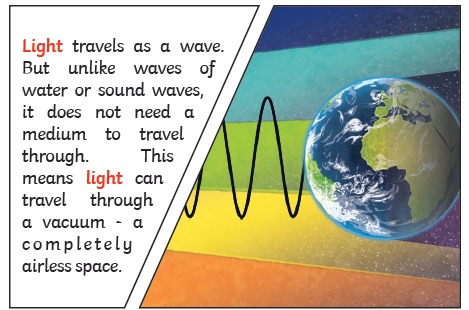 Light travels as a wave.
But unlike waves of
water or sound waves,
it does not need a
medium to travel
through. This
means light can
travel through
a vacuum - a
completely
airless space.